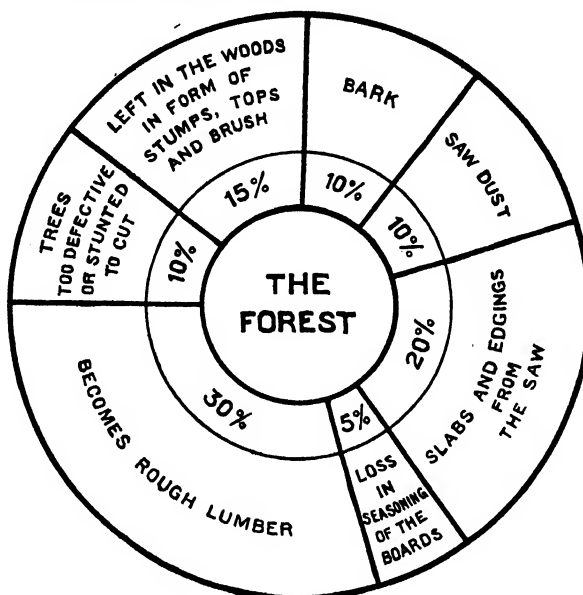 THE
FOREST
LEFT IN THE WOODS
IN FORM OF
STUMPS, TOPS
AND BRUSH
15%
BARK
10%
SAW DUST
10%
SLABS AND EDGINGS
FROM
THE SAW
20%
LOSS
IN
SEASONING
OF THE
BOARDS
5%
BECOMES ROUGH LUMBER
30%
TREES
TOO DEFECTIVE
OR STUNTED
TO CUT
10%